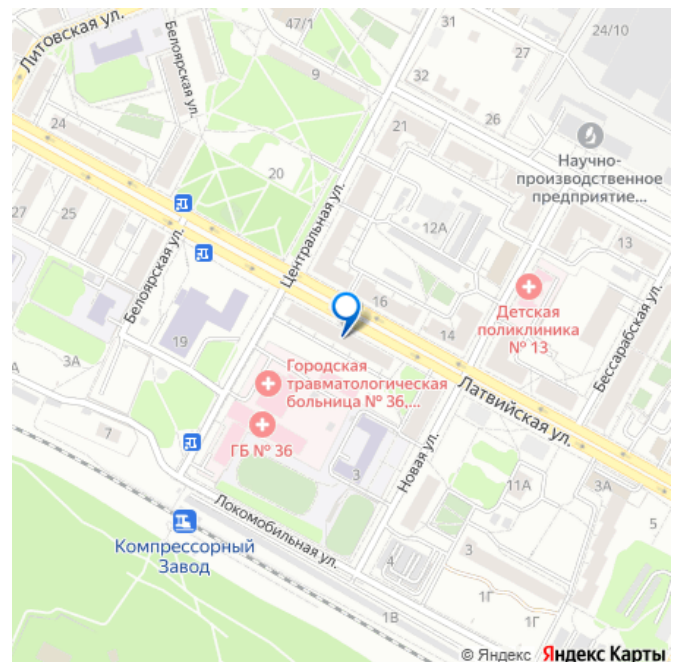 47/1
31
24/10
Литовская ул.
Белоярская ул.
27
9
32
24
21
26
Научно-
производственное
предприятие...
20
12А
27
25
Центральная ул.
13
Белоярская ул.
16
Детская
поликлиника
№ 13
Бессарабская ул.
14
19
3А
Городская
травматологическая
больница № 36,...
Латвийская ул.
ГБ № 36
7
3
Новая ул.
11А
3А
Локомобильная ул.
5
Компрессорный
Завод
4
3
1Г
1Г
1В
© Яндекс Яндекс Карты